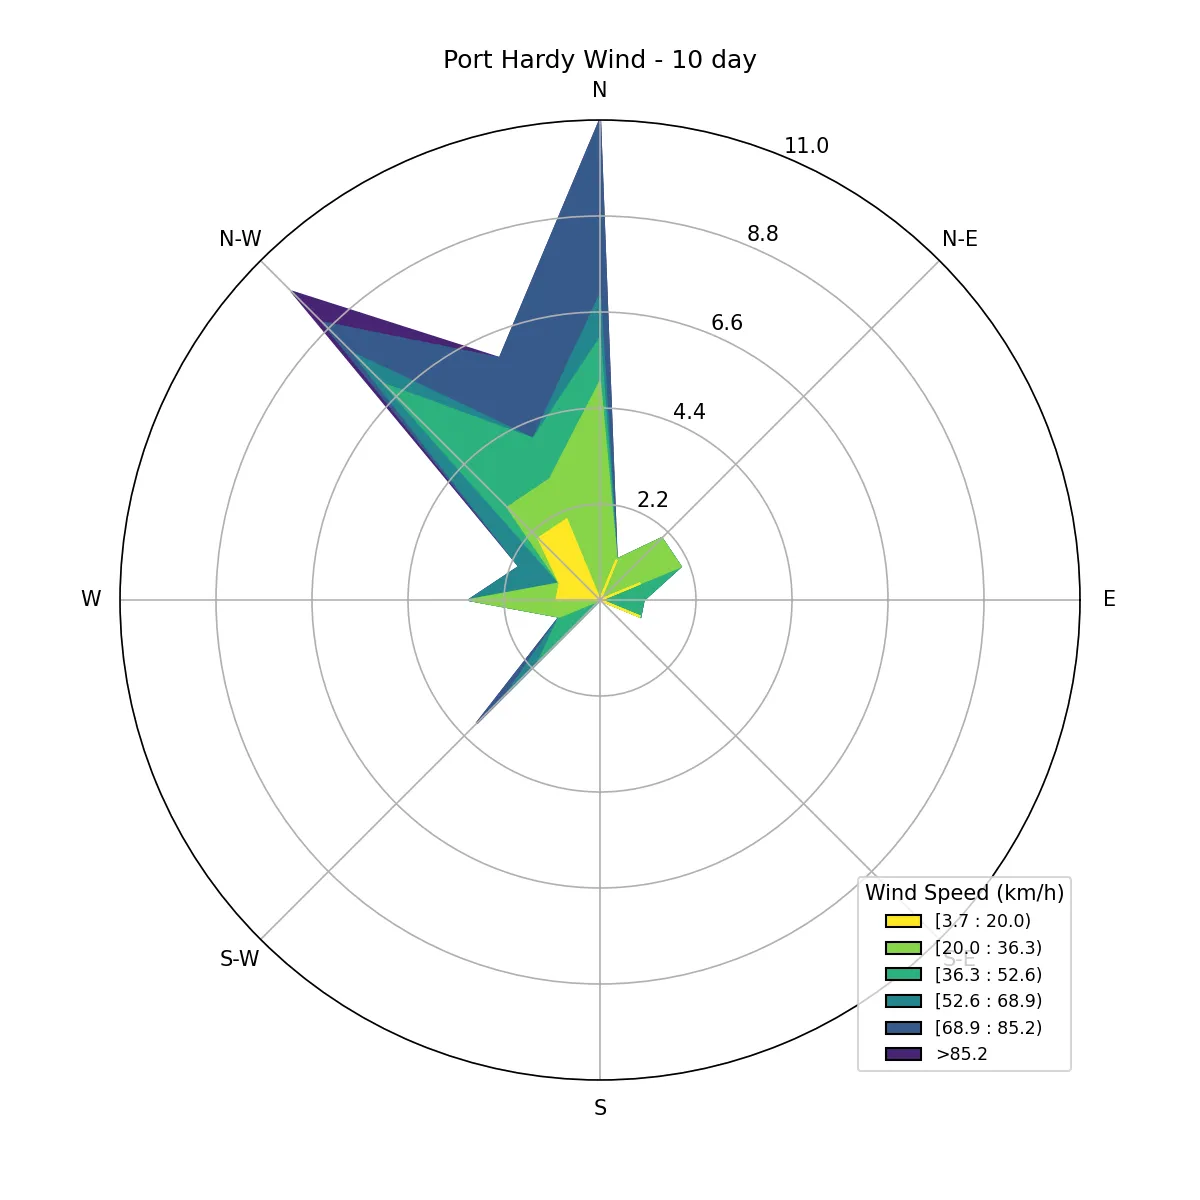 Port Hardy Wind - 10 day
N
11.0
N-W
8.8
N-E
6.6
4.4
2.2
W
E
S-W
S-E
Wind Speed (km/h)
[3.7 : 20.0)
[20.0 : 36.3)
[36.3 : 52.6)
[52.6 : 68.9)
[68.9 : 85.2)
>85.2
S